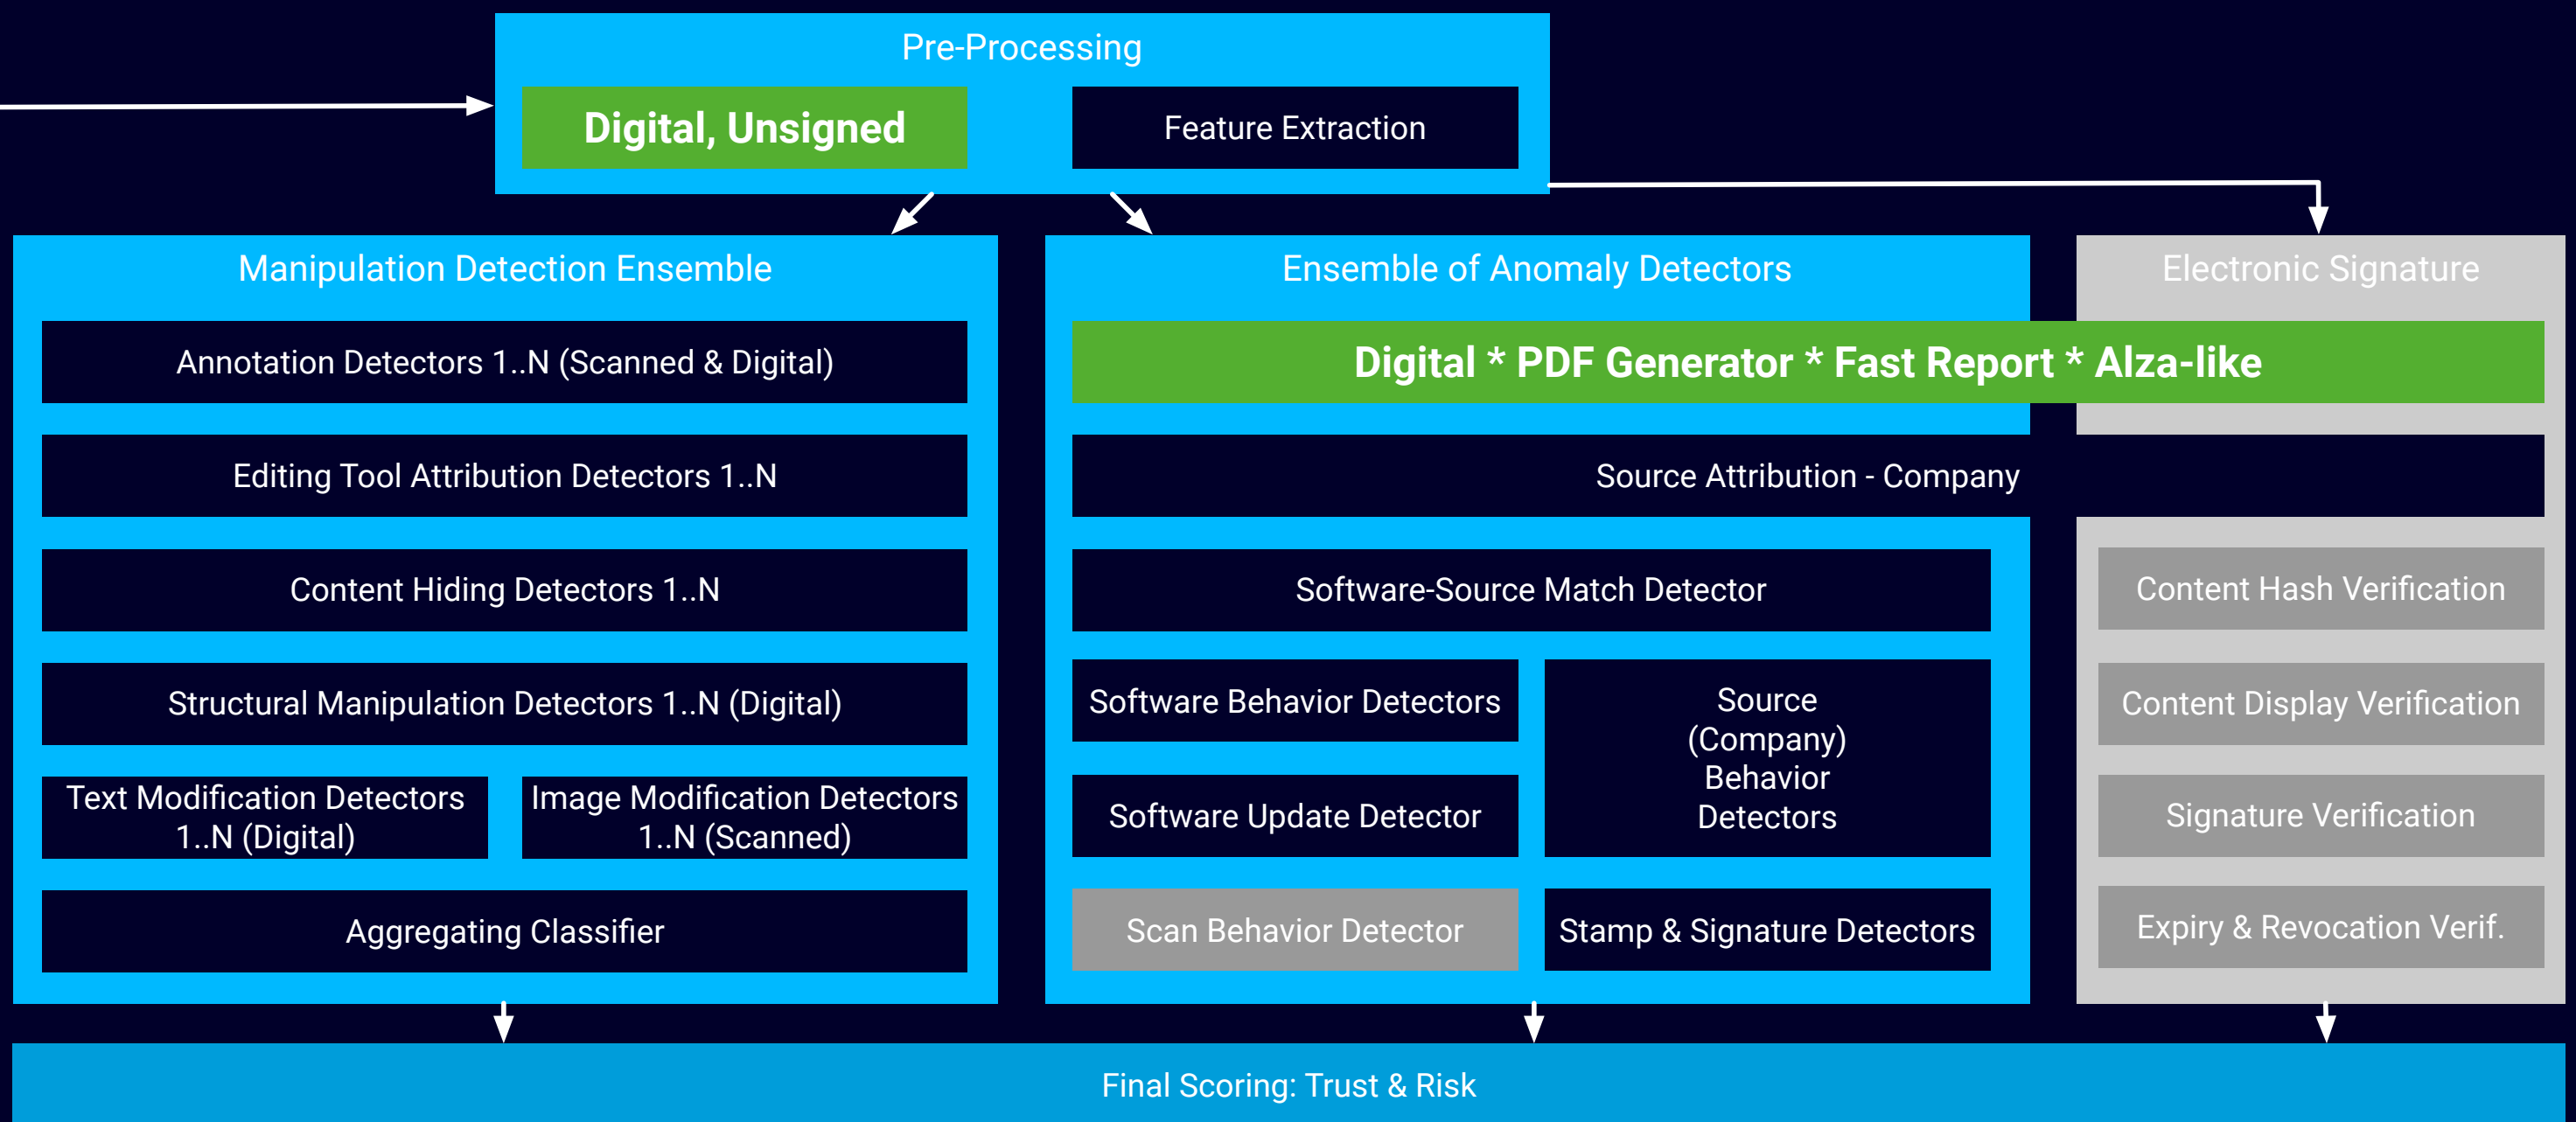 Pre-Processing
Digital, Unsigned
Feature Extraction
Manipulation Detection Ensemble
Annotation Detectors 1..N (Scanned & Digital)
Editing Tool Attribution Detectors 1..N
Content Hiding Detectors 1..N
Structural Manipulation Detectors 1..N (Digital)
Text Modification Detectors
1..N (Digital)
Image Modification Detectors
1..N (Scanned)
Aggregating Classifier
Ensemble of Anomaly Detectors
Digital * PDF Generator * Fast Report * Alza-like
Source Attribution - Company
Software-Source Match Detector
Software Behavior Detectors
Software Update Detector
Source
(Company)
Behavior
Detectors
Scan Behavior Detector
Stamp & Signature Detectors
Electronic Signature
Content Hash Verification
Content Display Verification
Signature Verification
Expiry & Revocation Verif.
Final Scoring: Trust & Risk